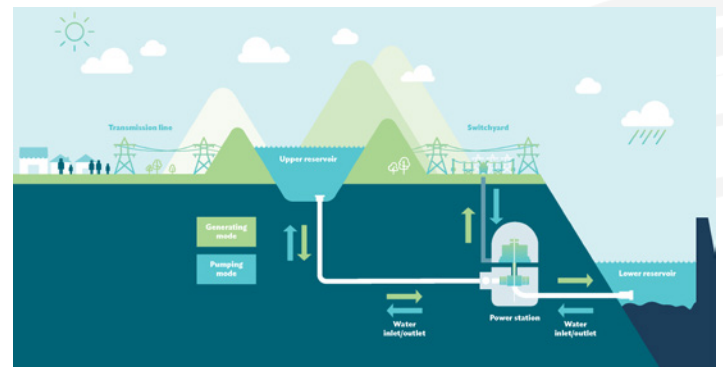 Transmission line
Switchyard
Upper reservoir
Generating
mode
Pumping
mode
Lower reservoir
Power station
Water
inlet/outlet
Water
inlet/outlet